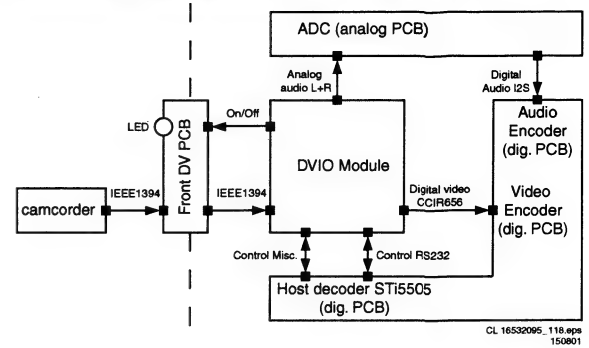 ADC (analog PCB)
Analog
audio L+R
Digital
Audio I2S
LED
On/Off
Front DV PCB
DVIO Module
Audio
Encoder
(dig. PCB)
camcorder
IEEE1394
IEEE1394
Digital video
CCIR656
Video
Encoder
(dig. PCB)
Control Misc.
Control RS232
Host decoder STi5505
(dig. PCB)
CL 16532095_118.eps
150801